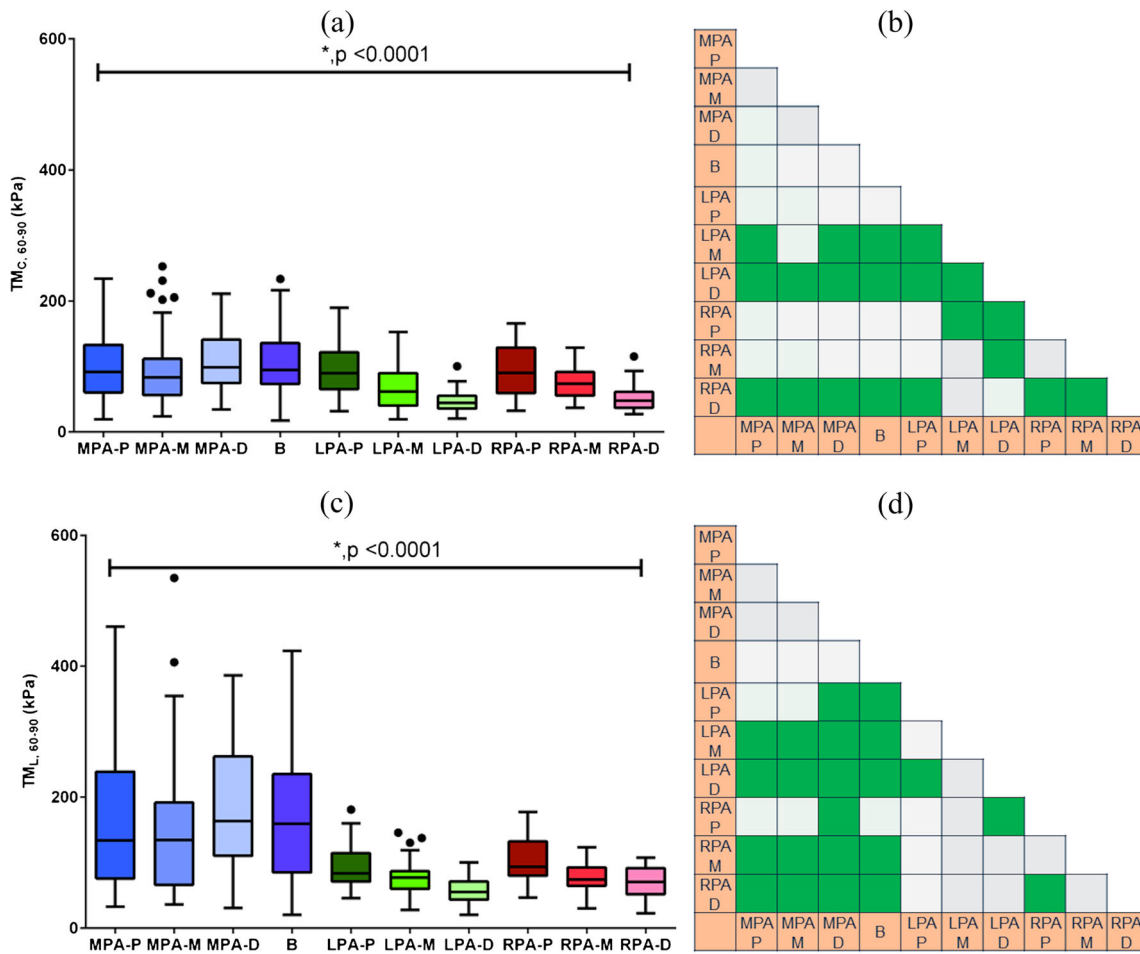 (a)
*,p <0.0001
TM_C, 60-90 (kPa)
600
400
200
0
MPA-P MPA-M MPA-D B LPA-P LPA-M LPA-D RPA-P RPA-M RPA-D
(b)
MPA
P
MPA
M
MPA
D
B
LPA
P
LPA
M
LPA
D
RPA
P
RPA
M
RPA
D
MPA MPA MPA B LPA LPA LPA RPA RPA RPA
P M D P M D P M D
(c)
*,p <0.0001
TM_L, 60-90 (kPa)
600
400
200
0
MPA-P MPA-M MPA-D B LPA-P LPA-M LPA-D RPA-P RPA-M RPA-D
(d)
MPA
P
MPA
M
MPA
D
B
LPA
P
LPA
M
LPA
D
RPA
P
RPA
M
RPA
D
MPA MPA MPA B LPA LPA LPA RPA RPA RPA
P M D P M D P M D